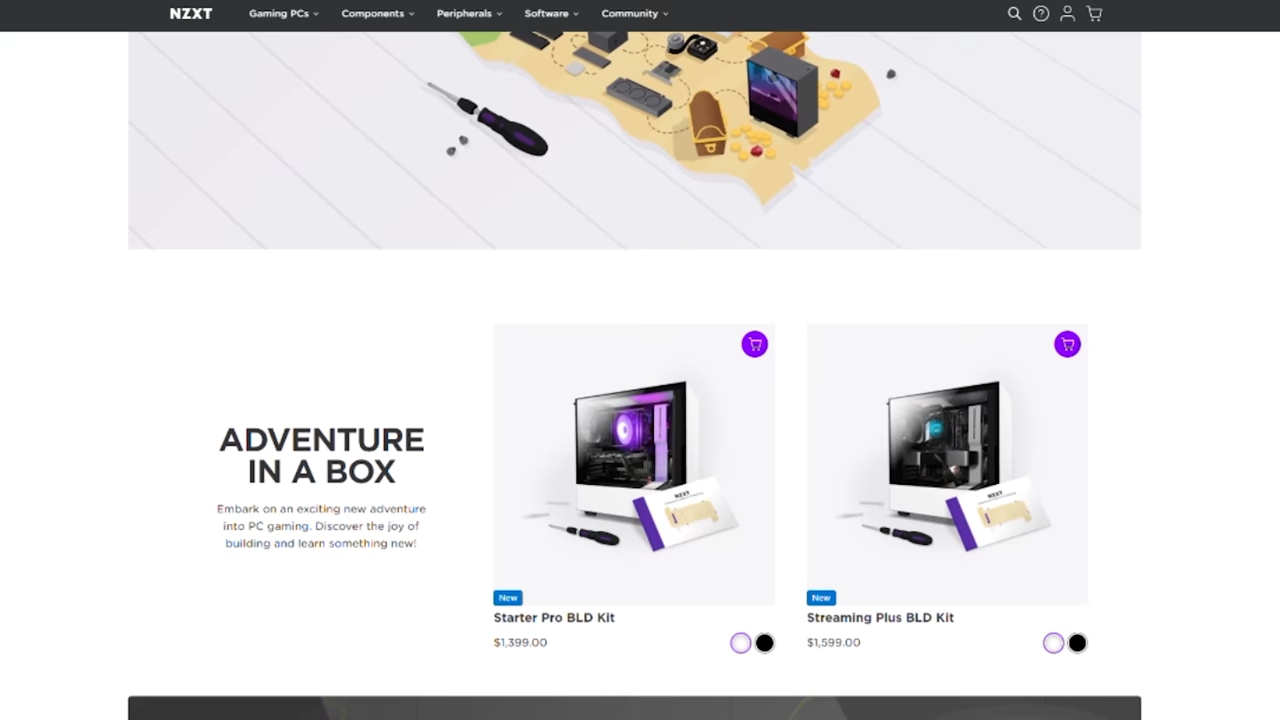 NZXT
Gaming PCs
Components
Peripherals
Software
Community
ADVENTURE
IN A BOX
Embark on an exciting new adventure
into PC gaming. Discover the joy of
building and learn something new!
NZXT
New
Starter Pro BLD Kit
$1,399.00
NZXT
New
Streaming Plus BLD Kit
$1,599.00